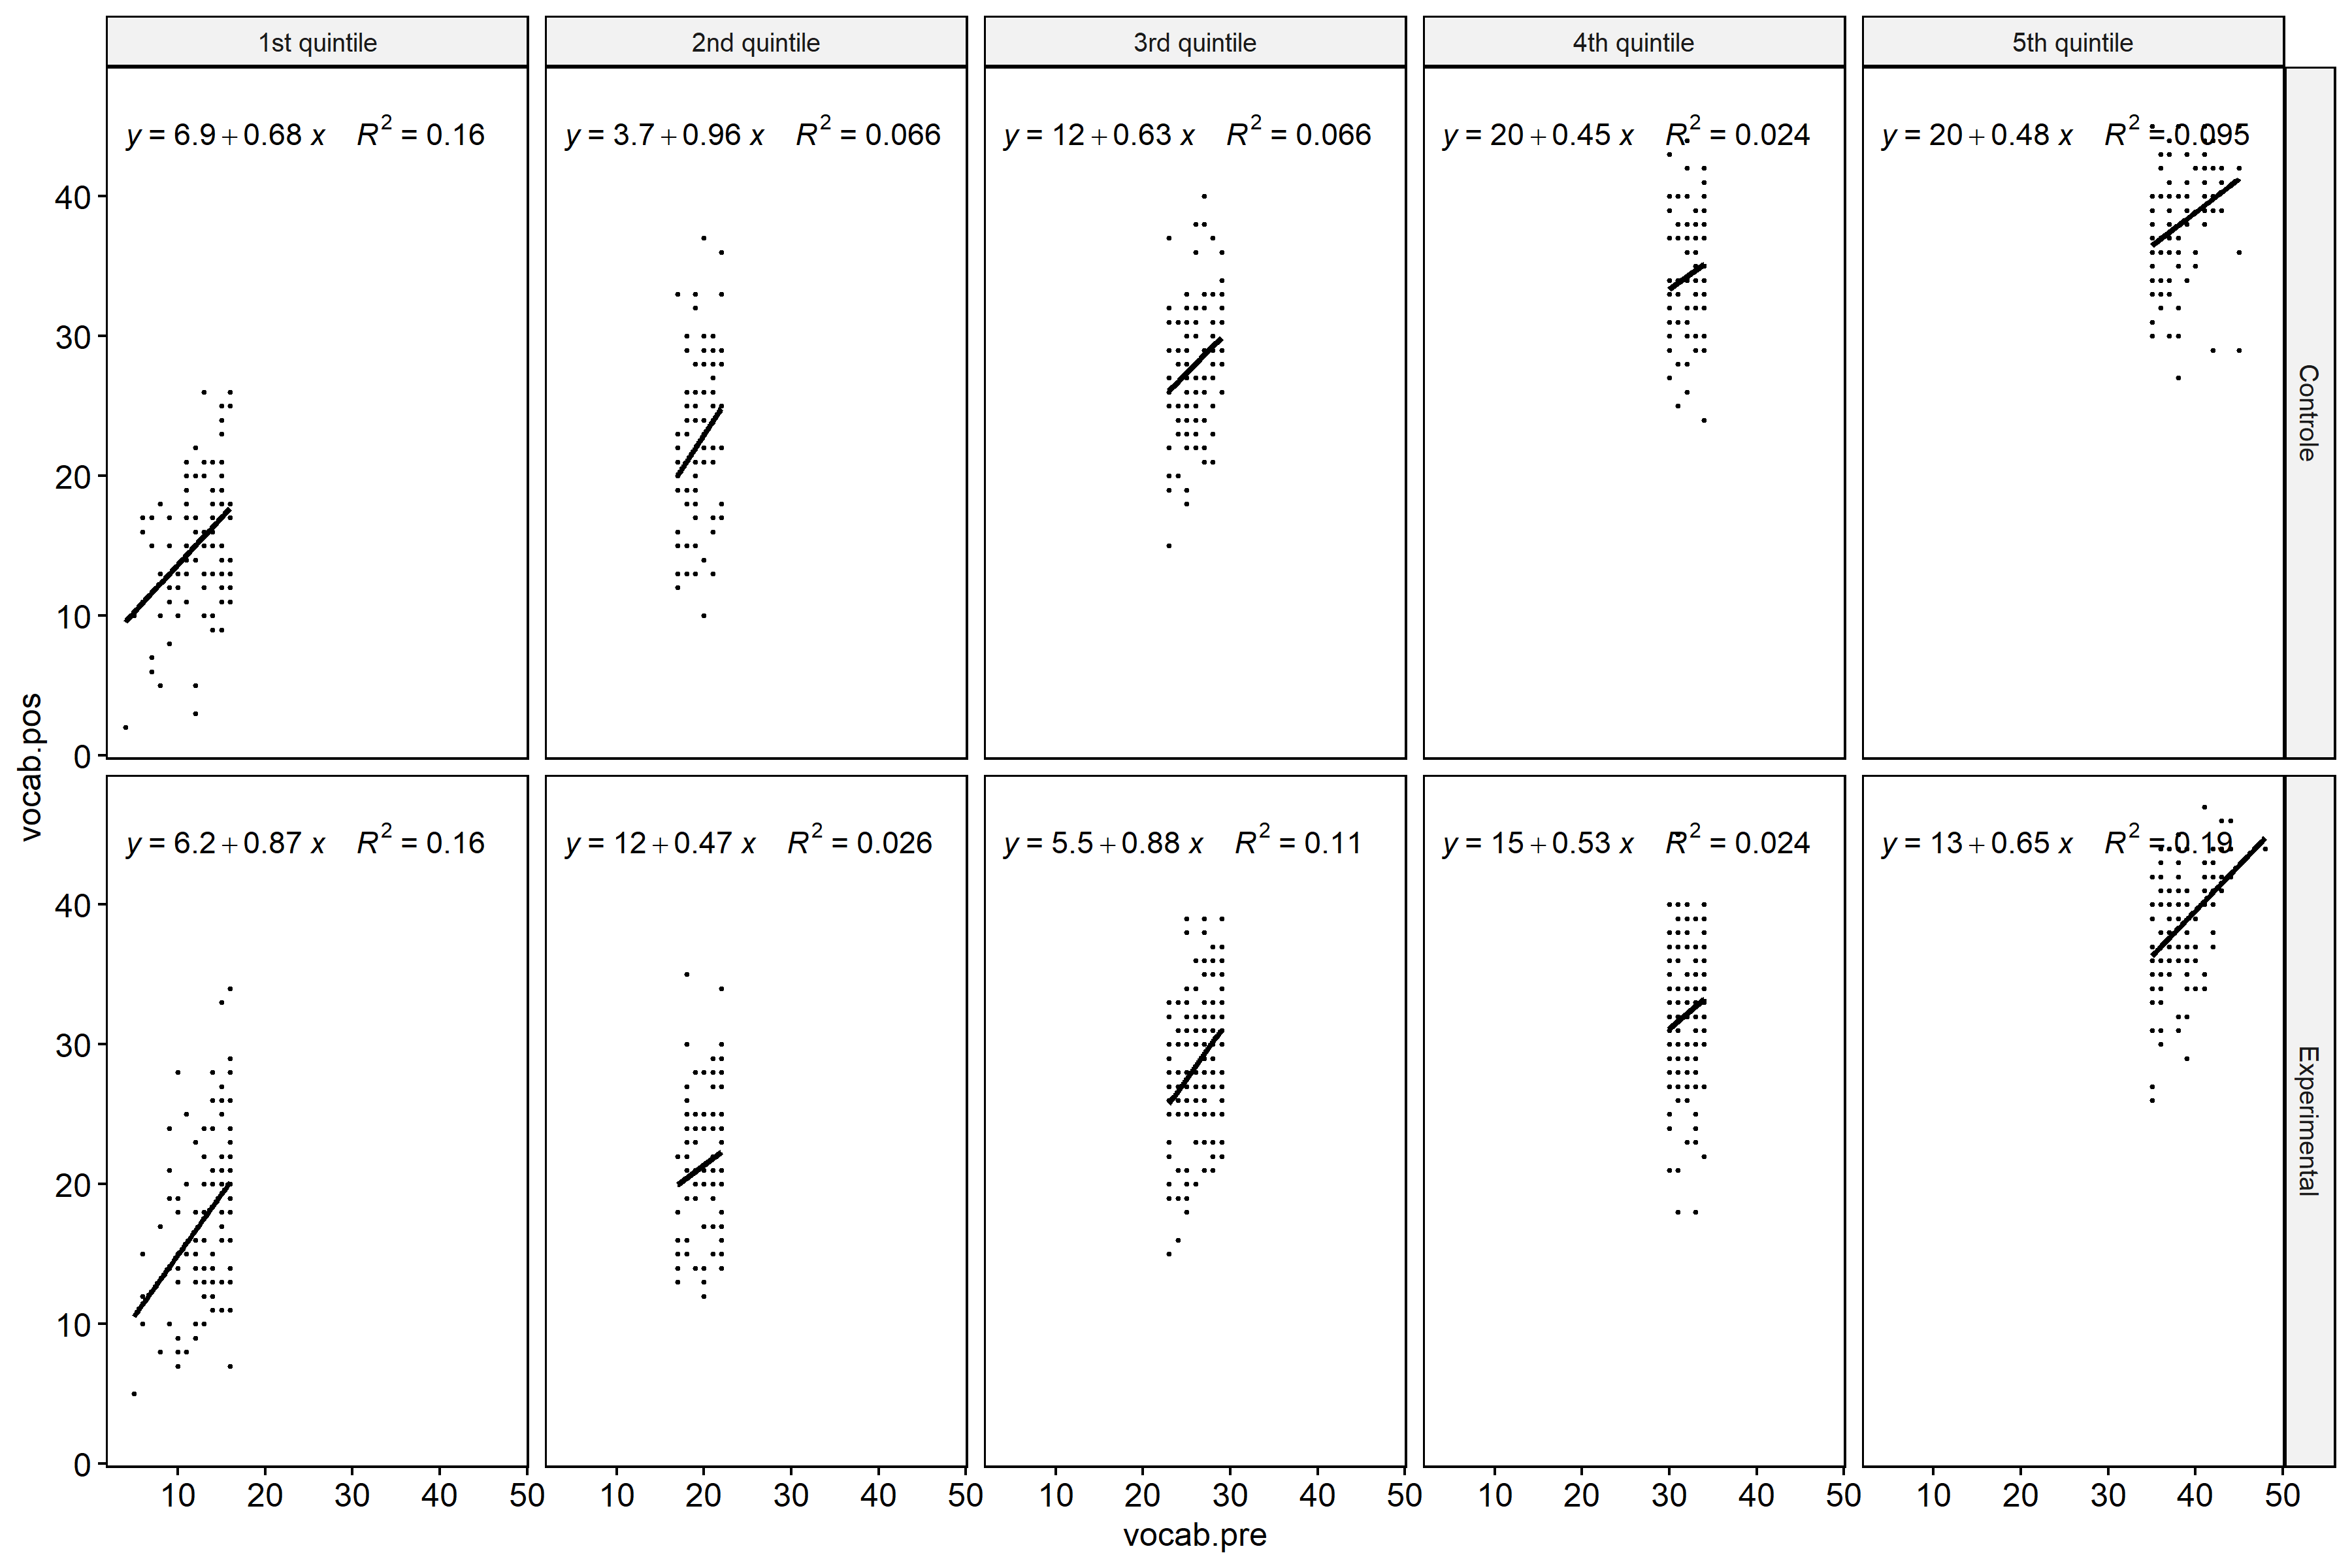 1st quintile 2nd quintile 3rd quintile 4th quintile 5th quintile
y = 6.9 + 0.68 x R² = 0.16
y = 3.7 + 0.96 x R² = 0.066
y = 12 + 0.63 x R² = 0.066
y = 20 + 0.45 x R² = 0.024
y = 20 + 0.48 x R² = 0.095
40
30
20
10
0
Controle
vocab.pos
y = 6.2 + 0.87 x R² = 0.16
y = 12 + 0.47 x R² = 0.026
y = 5.5 + 0.88 x R² = 0.11
y = 15 + 0.53 x R² = 0.024
y = 13 + 0.65 x R² = 0.19
40
30
20
10
0
Experimental
10 20 30 40 50 10 20 30 40 50 10 20 30 40 50 10 20 30 40 50 10 20 30 40 50
vocab.pre